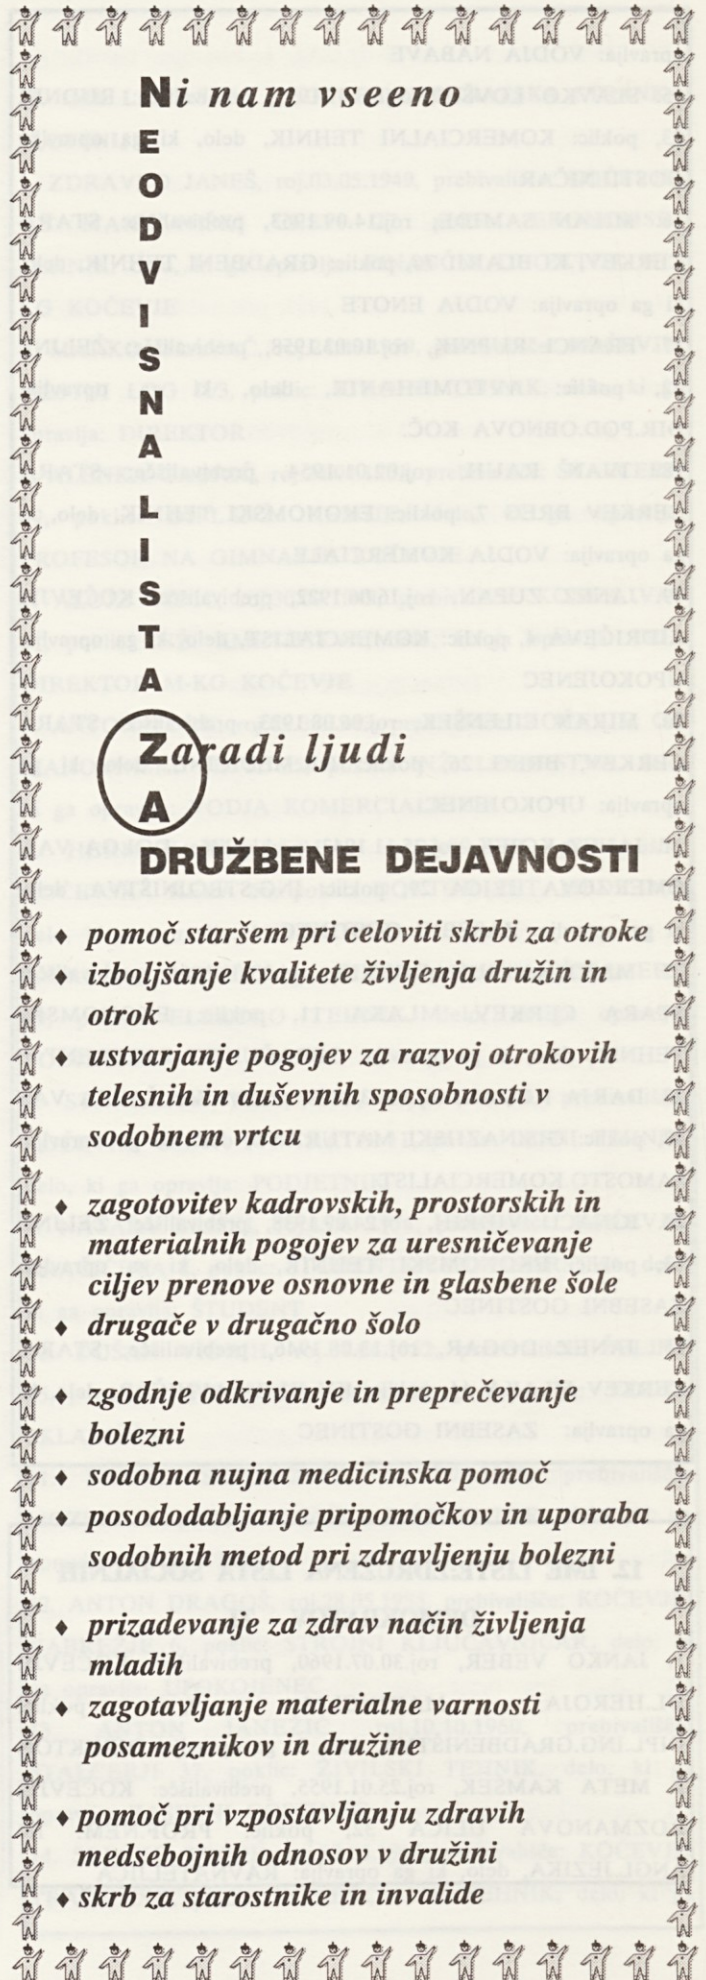 Ni nam vseeno
E
O
D
V
I
S
N
A
L
I
S
T
A
Zaradi ljudi
A
DRUŽBENE DEJAVNOSTI
♦ pomoč staršem pri celoviti skrbi za otroke
♦ izboljšanje kvalitete življenja družin in
otrok
♦ ustvarjanje pogojev za razvoj otrokovih
telesnih in duševnih sposobnosti v
sodobnem vrtcu
♦ zagotovitev kadrovskih, prostorskih in
materialnih pogojev za uresničevanje
ciljev prenove osnovne in glasbene šole
♦ drugače v drugačno šolo
♦ zgodnje odkrivanje in preprečevanje
bolezni
♦ sodobna nujna medicinska pomoč
♦ posododabljanje pripomočkov in uporaba
sodobnih metod pri zdravljenju bolezni
♦ prizadevanje za zdrav način življenja
mladih
♦ zagotavljanje materialne varnosti
posameznikov in družine
♦ pomoč pri vzpostavljanju zdravih
medsebojnih odnosov v družini
♦ skrb za starostnike in invalide